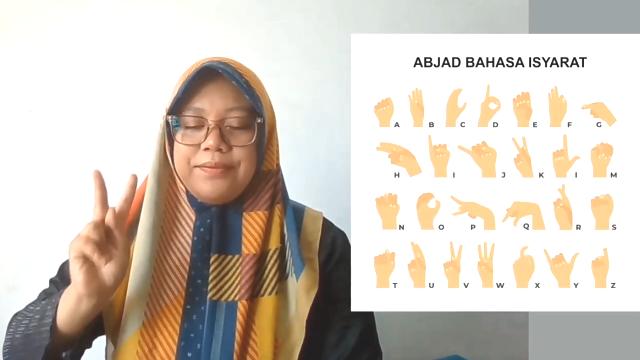 ABJAD BAHASA ISYARAT
A B C D E F G
H I J K i M
N O P Q R S
T U V W X Y Z